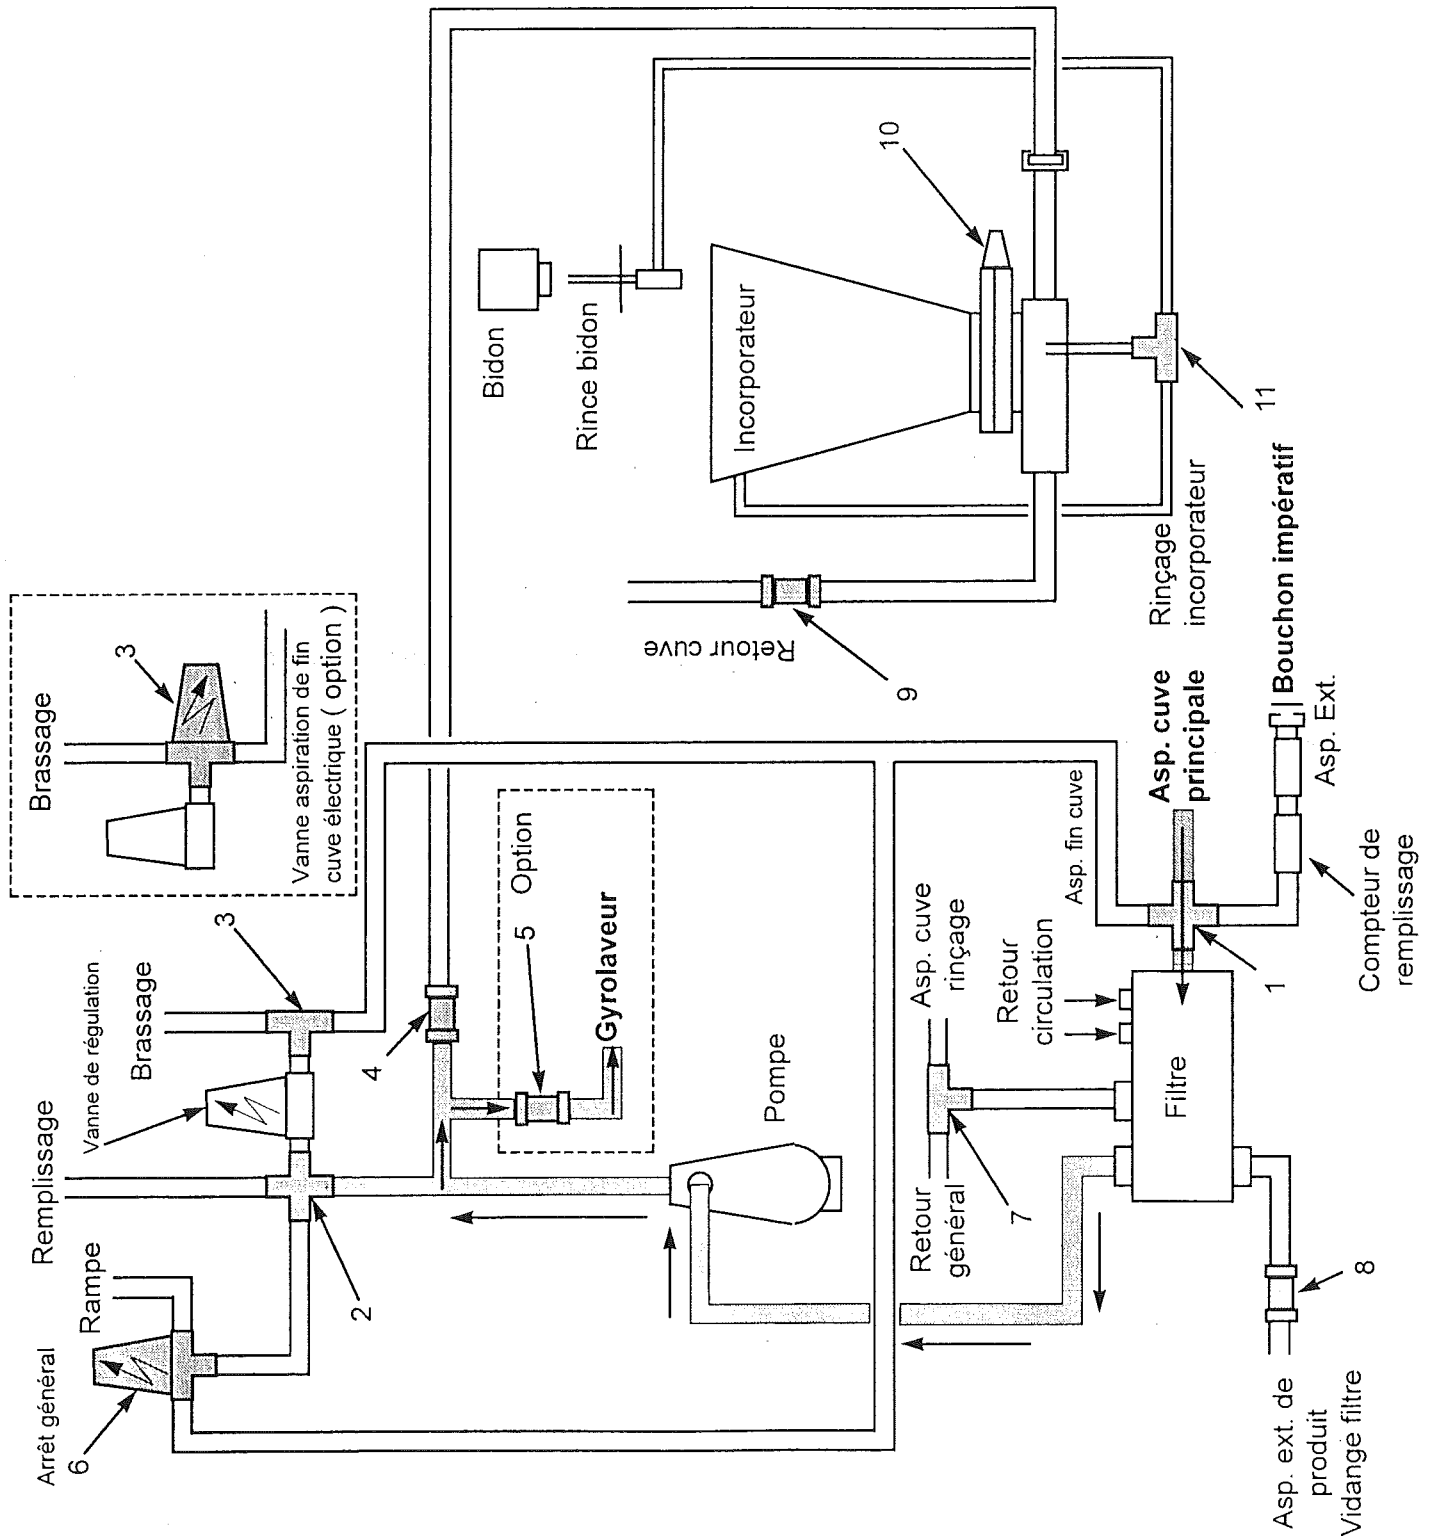 Arrêt général
6
Rampe
Remplissage
2
Vanne de régulation
Brassage
3
4
5
Option
Gyrolaveur
Pompe
Brassage
3
Vanne aspiration de fin
cuve électrique ( option )
Bidon
Rince bidon
Incorporateur
10
11
Rinçage
incorporateur
Retour cuve
9
Asp. cuve
principale
Bouchon impératif
Asp. Ext.
Compteur de
remplissage
1
Asp. fin cuve
Asp. cuve
rinçage
Retour
circulation
Retour
général
7
Filtre
8
Asp. ext. de
produit
Vidange filtre